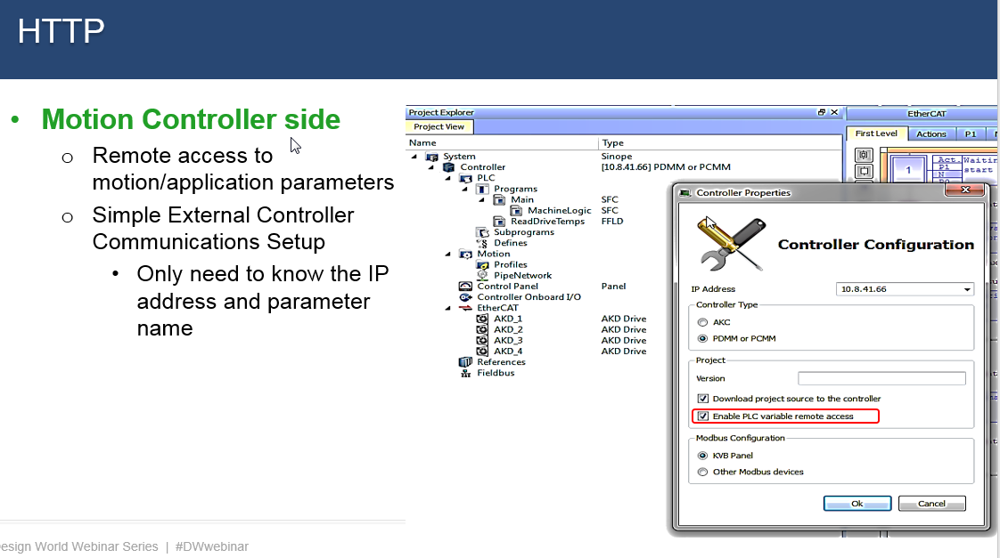 HTTP
• Motion Controller side
o Remote access to
motion/application parameters
o Simple External Controller
Communications Setup
• Only need to know the IP
address and parameter
name
Project Explorer
Project View
Name Type
System Sinope
Controller [10.8.41.66] PDMM or PCMM
PLC
Programs
Main SFC
MachineLogic SFC
ReadDriveTemps FFLD
Subprograms
Defines
Motion
Profiles
PipeNetwork
Control Panel Panel
Controller Onboard I/O
EtherCAT
AKD_1 AKD Drive
AKD_2 AKD Drive
AKD_3 AKD Drive
AKD_4 AKD Drive
References
Fieldbus
EtherCAT
First Level Actions P1
1
Act. Waitin
P1 start
N
Controller Properties
Controller Configuration
IP Address 10.8.41.66
Controller Type
AKC
PDMM or PCMM
Project
Version
Download project source to the controller
Enable PLC variable remote access
Modbus Configuration
KVB Panel
Other Modbus devices
Ok Cancel
esign World Webinar Series | #DWwebinar